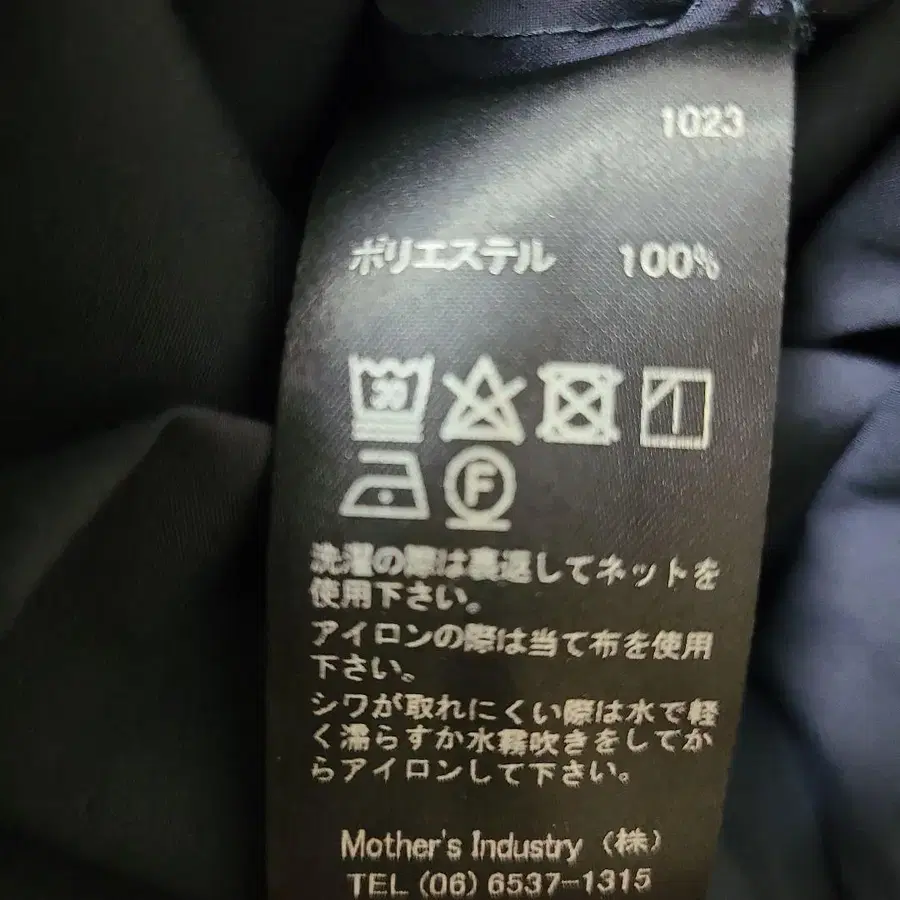 1023
ポリエステル 100%
30
F
洗濯の際は裏返してネットを
使用下さい。
アイロンの際は当て布を使用
下さい。
シワが取れにくい際は水で軽
く濡らすか水霧吹きをしてか
らアイロンして下さい。
Mother's Industry (株)
TEL (06) 6537-1315